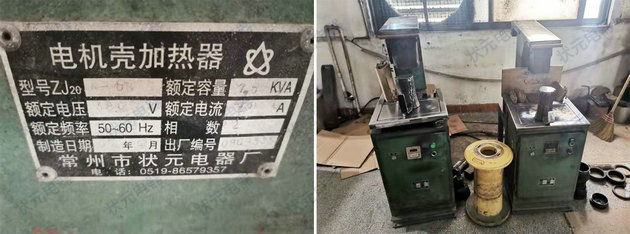 电机壳加热器
型号ZJ20 额定容量 KVA
额定电压 V 额定电流 A
额定频率 50~60 Hz 相数 2
制造日期 年 月 出厂编号
常州市状元电器厂
电话：0519-86579357